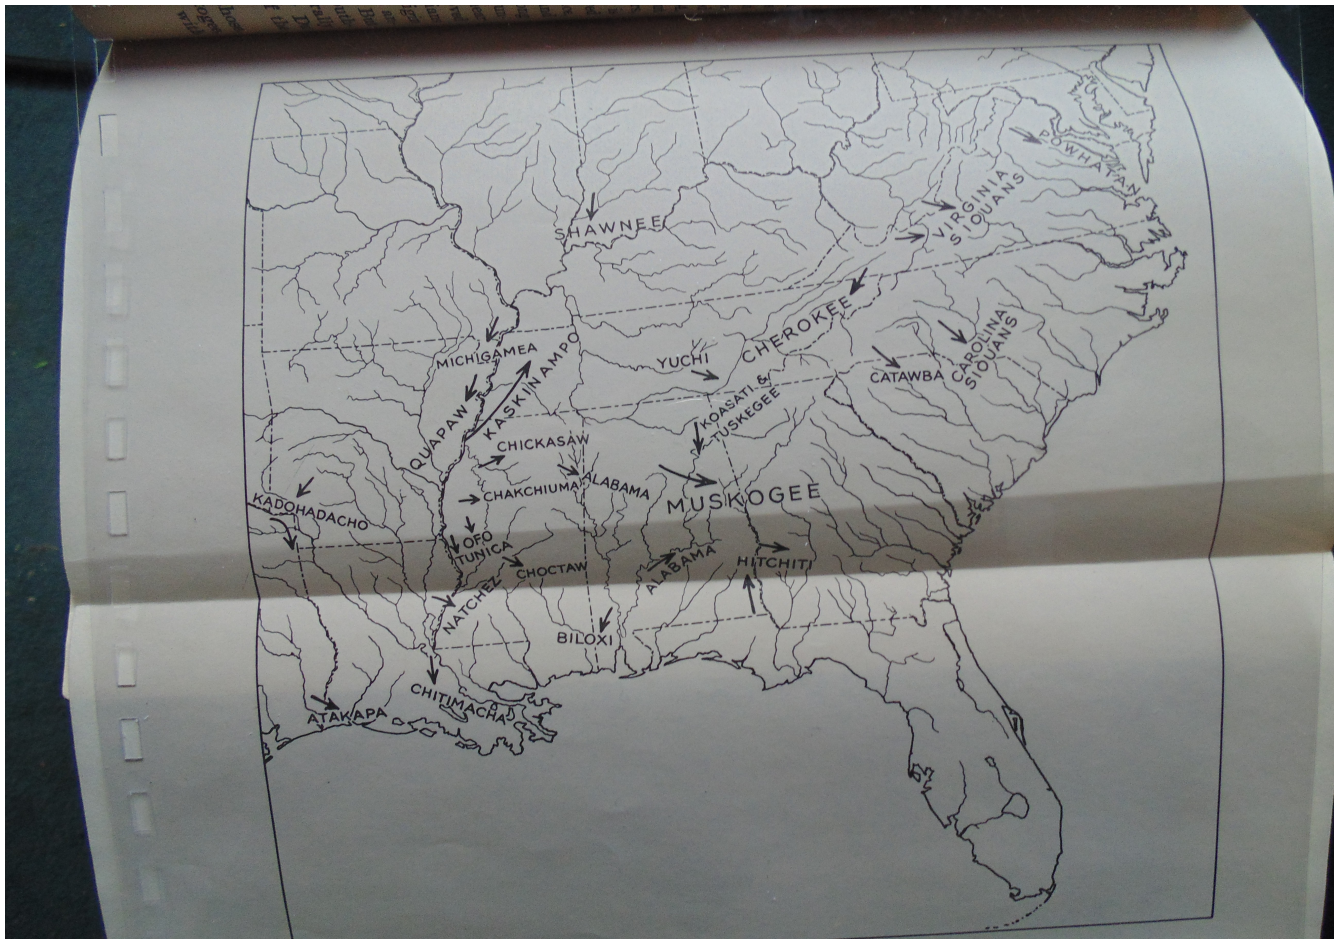 POWHATAN
VIRGINIA
SIOUANS
SHAWNEE
CHEROKEE
CAROLINA
SIOUANS
MICHIGAMEA
KASKINAMPO
YUCHI
CATAWBA
KOASATI &
TUSKEGEE
QUAPAW
CHICKASAW
CHAKCHIUMA
ALABAMA
MUSKOGEE
KADOHADACHO
OFO
TUNICA
CHOCTAW
ALABAMA
HITCHITI
NATCHEZ
BILOXI
CHITIMACHA
ATAKAPA